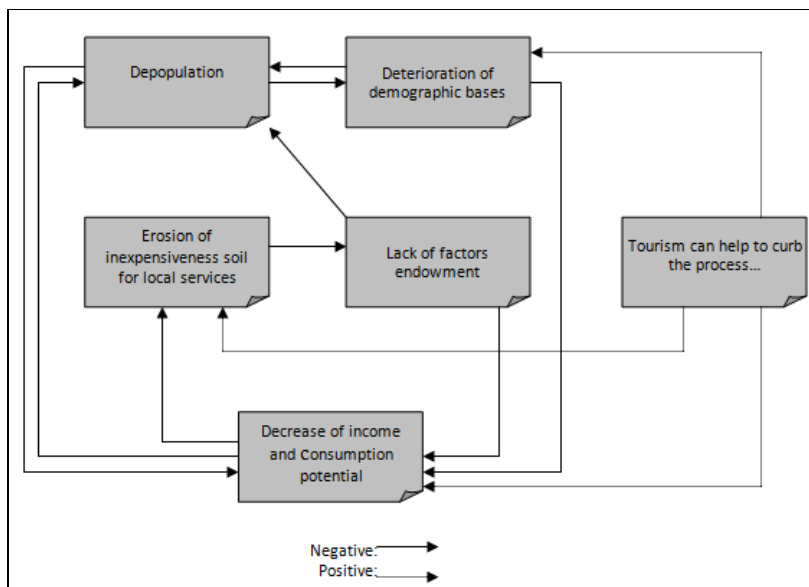 Depopulation
Deterioration of
demographic bases
Erosion of
inexpensiveness soil
for local services
Lack of factors
endowment
Tourism can help to curb
the process...
Decrease of income
and Consumption
potential
Negative:
Positive: